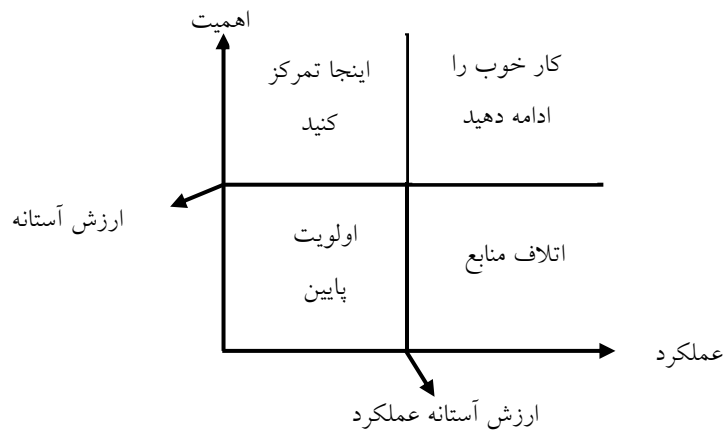 اهمیت
کار خوب را
ادامه دهید
اینجا تمرکز
کنید
ارزش آستانه
اتلاف منابع
اولویت
پایین
عملکرد
ارزش آستانه عملکرد